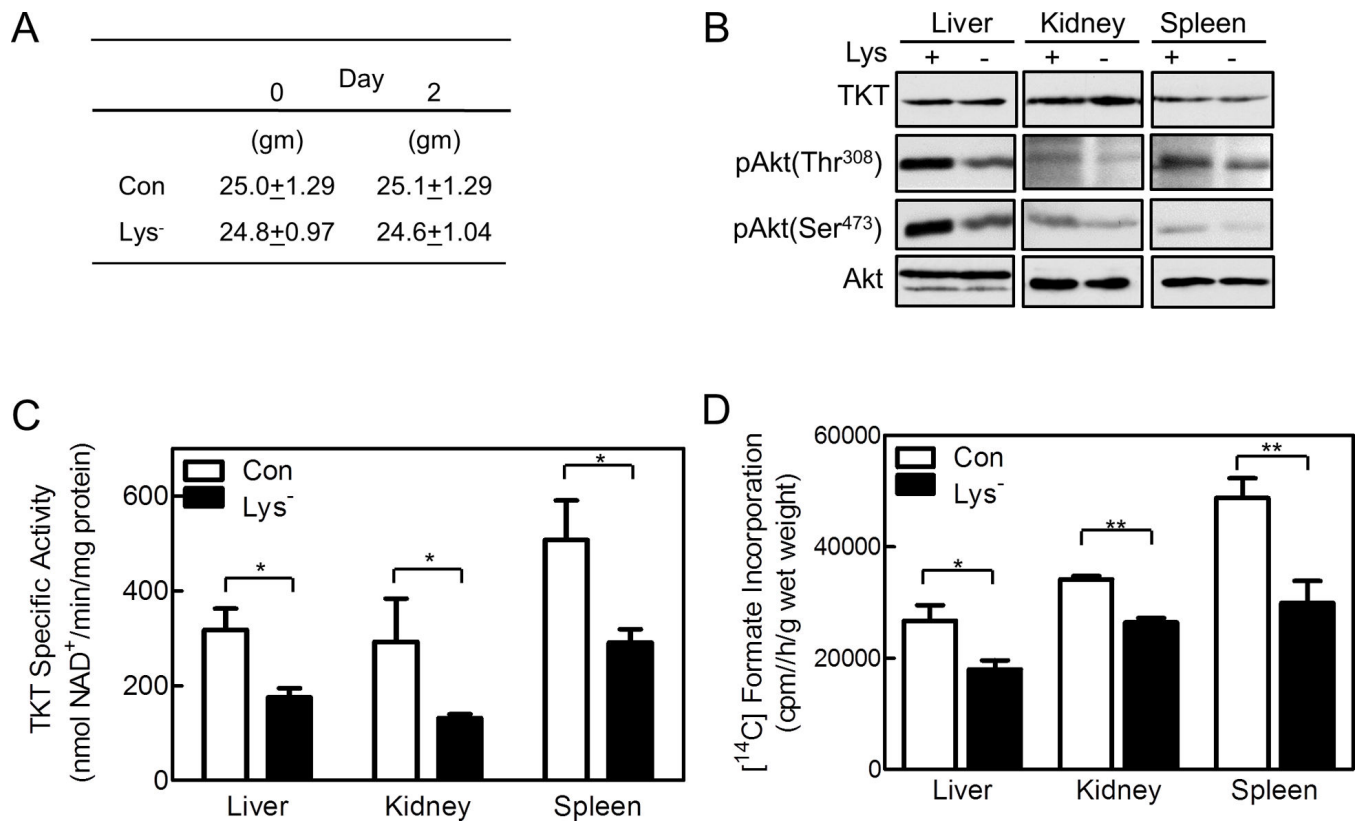 A
Day
0 2
(gm) (gm)
Con 25.0±1.29 25.1±1.29
Lys⁻ 24.8±0.97 24.6±1.04
B
Liver Kidney Spleen
Lys + - + - + -
TKT
pAkt(Thr³⁰⁸)
pAkt(Ser⁴⁷³)
Akt
C
TKT Specific Activity
(nmol NAD⁺/min/mg protein)
600
400
200
0
Con
Lys⁻
* * *
Liver Kidney Spleen
D
[¹⁴C] Formate Incorporation
(cpm//h/g wet weight)
60000
40000
20000
0
Con
Lys⁻
* ** **
Liver Kidney Spleen